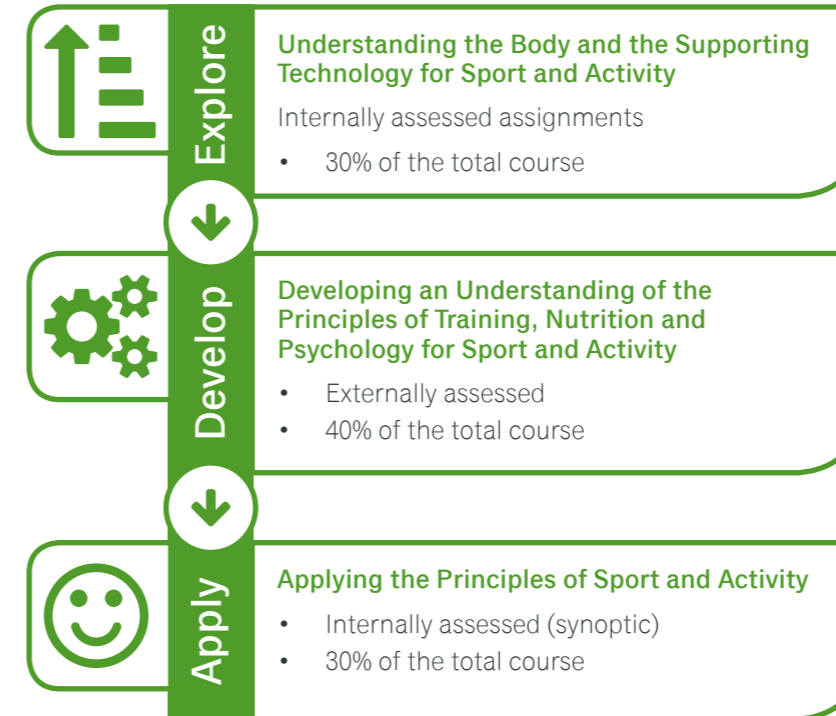 Explore
Understanding the Body and the Supporting
Technology for Sport and Activity
Internally assessed assignments
• 30% of the total course
Develop
Developing an Understanding of the
Principles of Training, Nutrition and
Psychology for Sport and Activity
• Externally assessed
• 40% of the total course
Apply
Applying the Principles of Sport and Activity
• Internally assessed (synoptic)
• 30% of the total course